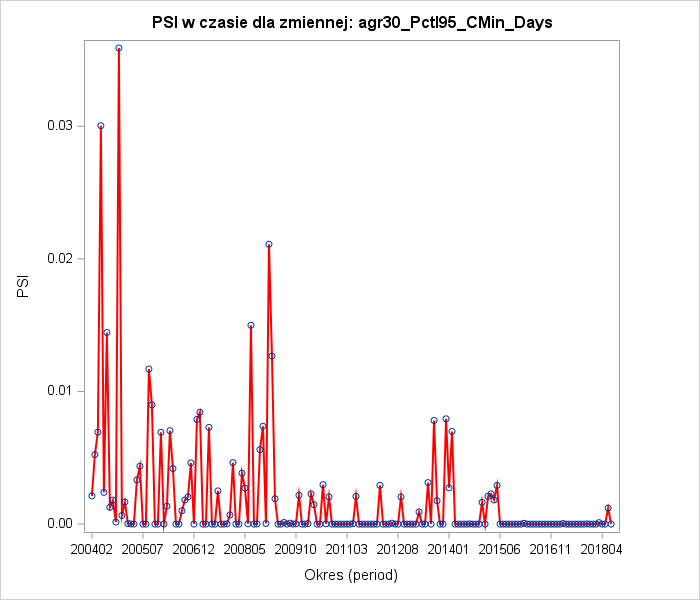 PSI w czasie dla zmiennej: agr30_Pctl95_CMin_Days
0.03
0.02
0.01
0.00
PSI
200402 200507 200612 200805 200910 201103 201208 201401 201506 201611 201804
Okres (period)